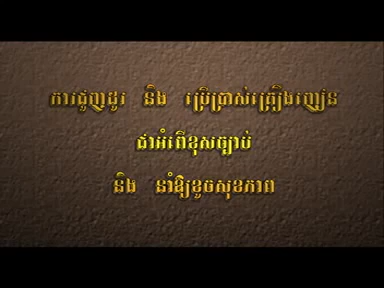 ការជួញដូរ នឹង ប្រើប្រាស់គ្រឿងញៀន
ជាអំពើខុសច្បាប់
នឹង នាំឱ្យខូចសុខភាព